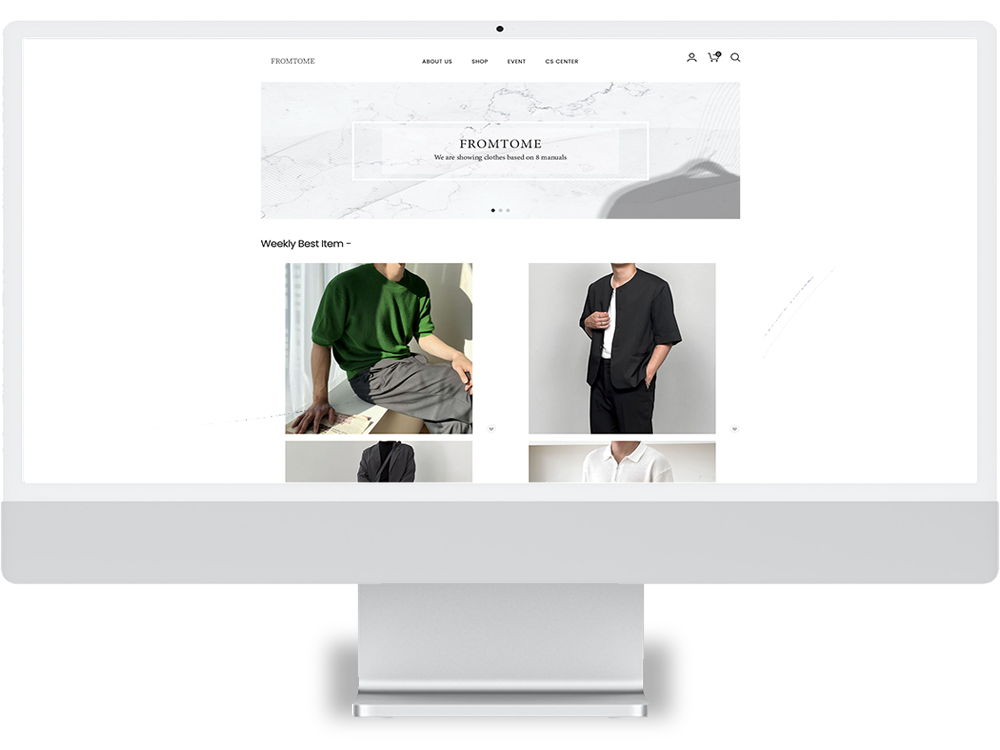 FROMTOME
ABOUT US SHOP EVENT CS CENTER
0
FROMTOME
We are showing clothes based on 8 manuals
Weekly Best Item -